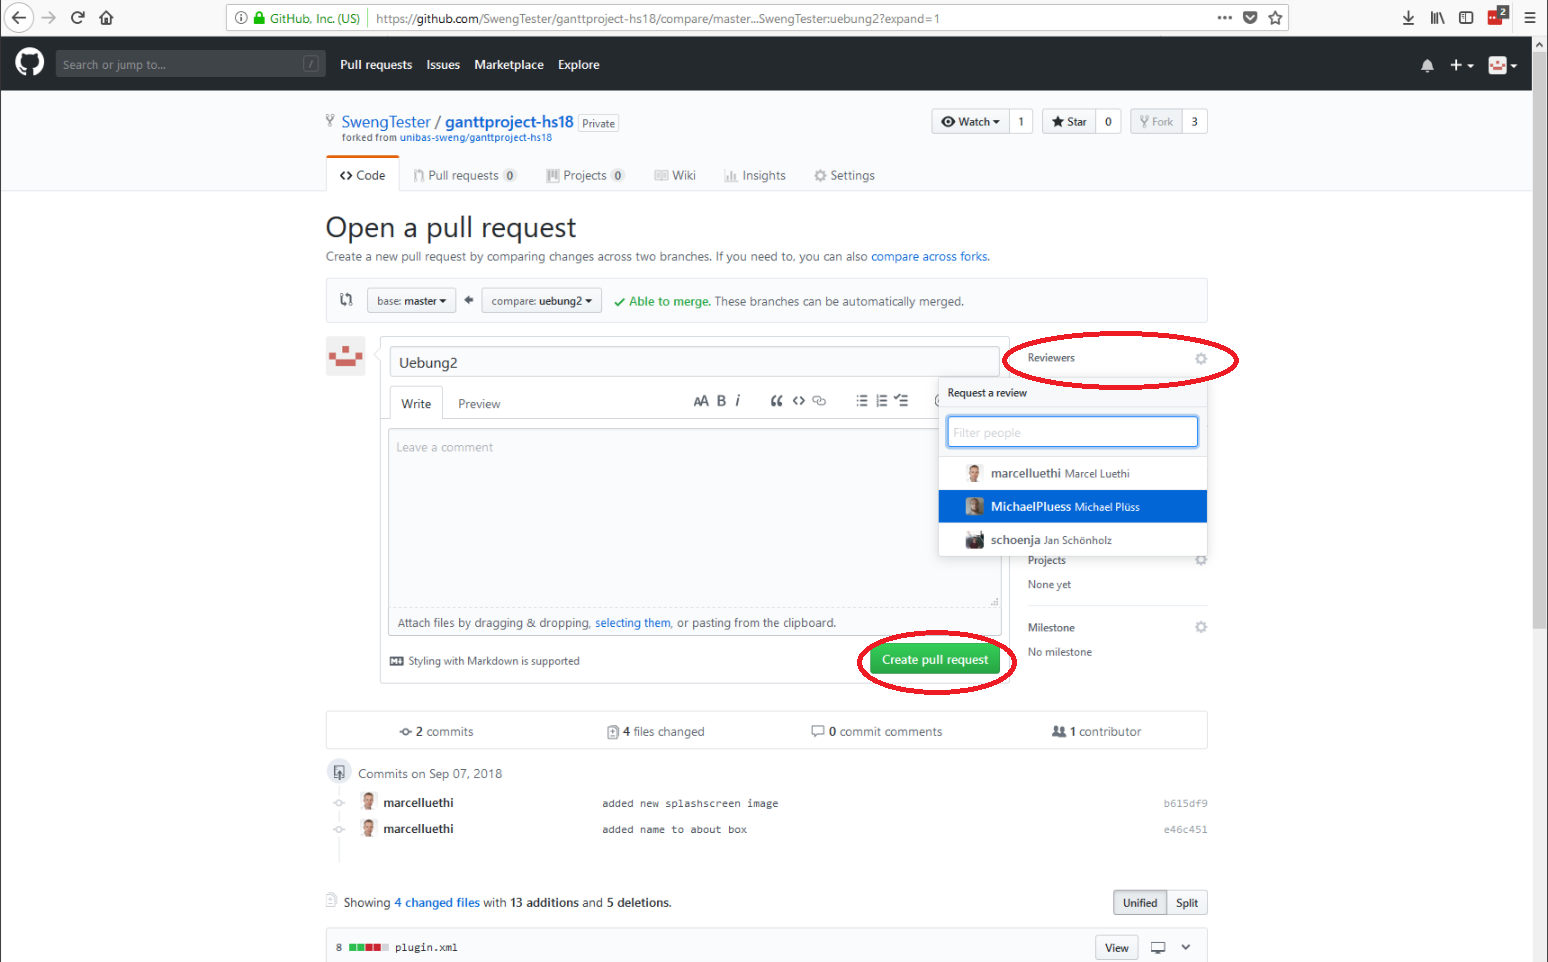 GitHub, Inc. (US)
https://github.com/SwengTester/ganttproject-hs18/compare/master...SwengTester:uebung2?expand=1
2
Search or jump to...
/
Pull requests
Issues
Marketplace
Explore
SwengTester / ganttproject-hs18 Private
forked from unibas-sweng/ganttproject-hs18
Watch 1
Star 0
Fork 3
Code
Pull requests 0
Projects 0
Wiki
Insights
Settings
Open a pull request
Create a new pull request by comparing changes across two branches. If you need to, you can also compare across forks.
base: master
compare: uebung2
Able to merge. These branches can be automatically merged.
Uebung2
Reviewers
Write
Preview
AA B i
Request a review
Filter people
Leave a comment
marcelluethi Marcel Luethi
MichaelPluess Michael Plüss
schoenja Jan Schönholz
Projects
None yet
Attach files by dragging & dropping, selecting them, or pasting from the clipboard.
Milestone
No milestone
Styling with Markdown is supported
Create pull request
2 commits
4 files changed
0 commit comments
1 contributor
Commits on Sep 07, 2018
marcelluethi added new splashscreen image b615df9
marcelluethi added name to about box e46c451
Showing 4 changed files with 13 additions and 5 deletions.
Unified
Split
8 plugin.xml
View